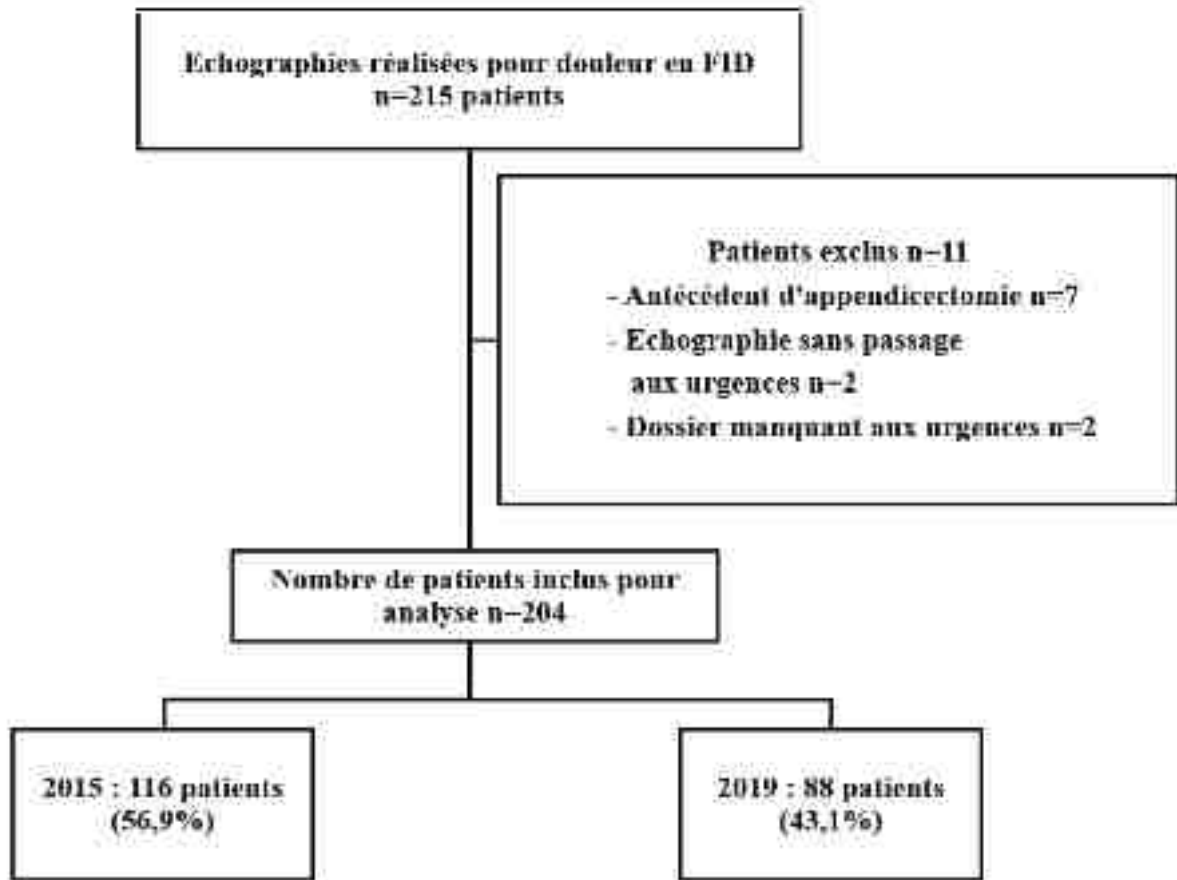 Echographies réalisées pour douleur en FID
n=215 patients
Patients exclus n=11
- Antécédent d'appendicectomie n=7
- Echographie sans passage
aux urgences n=2
- Dossier manquant aux urgences n=2
Nombre de patients inclus pour
analyse n=204
2015 : 116 patients
(56,9%)
2019 : 88 patients
(43,1%)